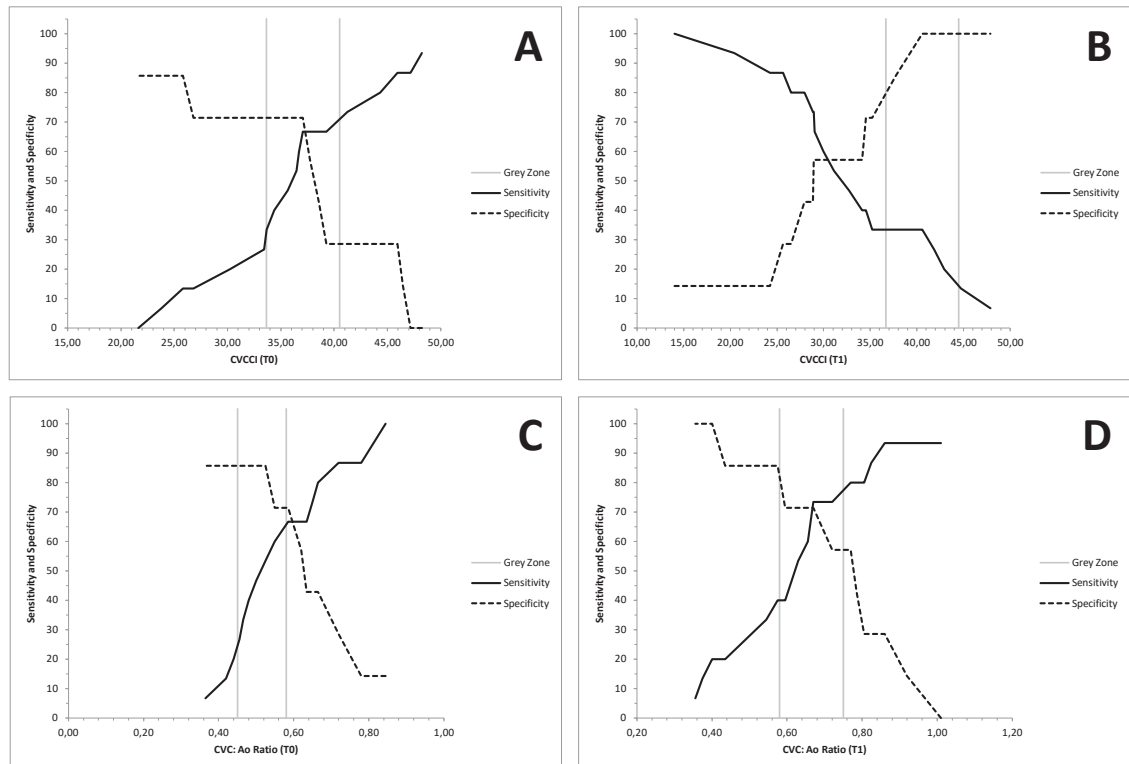 A
100
90
80
70
60
50
40
30
20
10
0
Sensitivity and Specificity
15,00 20,00 25,00 30,00 35,00 40,00 45,00 50,00
CVCCI (T0)
Grey Zone
Sensitivity
Specificity
B
100
90
80
70
60
50
40
30
20
10
0
Sensitivity and Specificity
10,00 15,00 20,00 25,00 30,00 35,00 40,00 45,00 50,00
CVCCI (T1)
Grey Zone
Sensitivity
Specificity
C
100
90
80
70
60
50
40
30
20
10
0
Sensitivity and Specificity
0,00 0,20 0,40 0,60 0,80 1,00
CVC: Ao Ratio (T0)
Grey Zone
Sensitivity
Specificity
D
100
90
80
70
60
50
40
30
20
10
0
Sensitivity and Specificity
0,20 0,40 0,60 0,80 1,00 1,20
CVC: Ao Ratio (T1)
Grey Zone
Sensitivity
Specificity